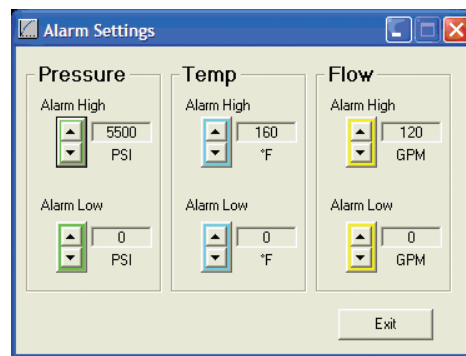 Alarm Settings
Pressure
Alarm High
5500
PSI
Alarm Low
0
PSI
Temp
Alarm High
160
°F
Alarm Low
0
°F
Flow
Alarm High
120
GPM
Alarm Low
0
GPM
Exit